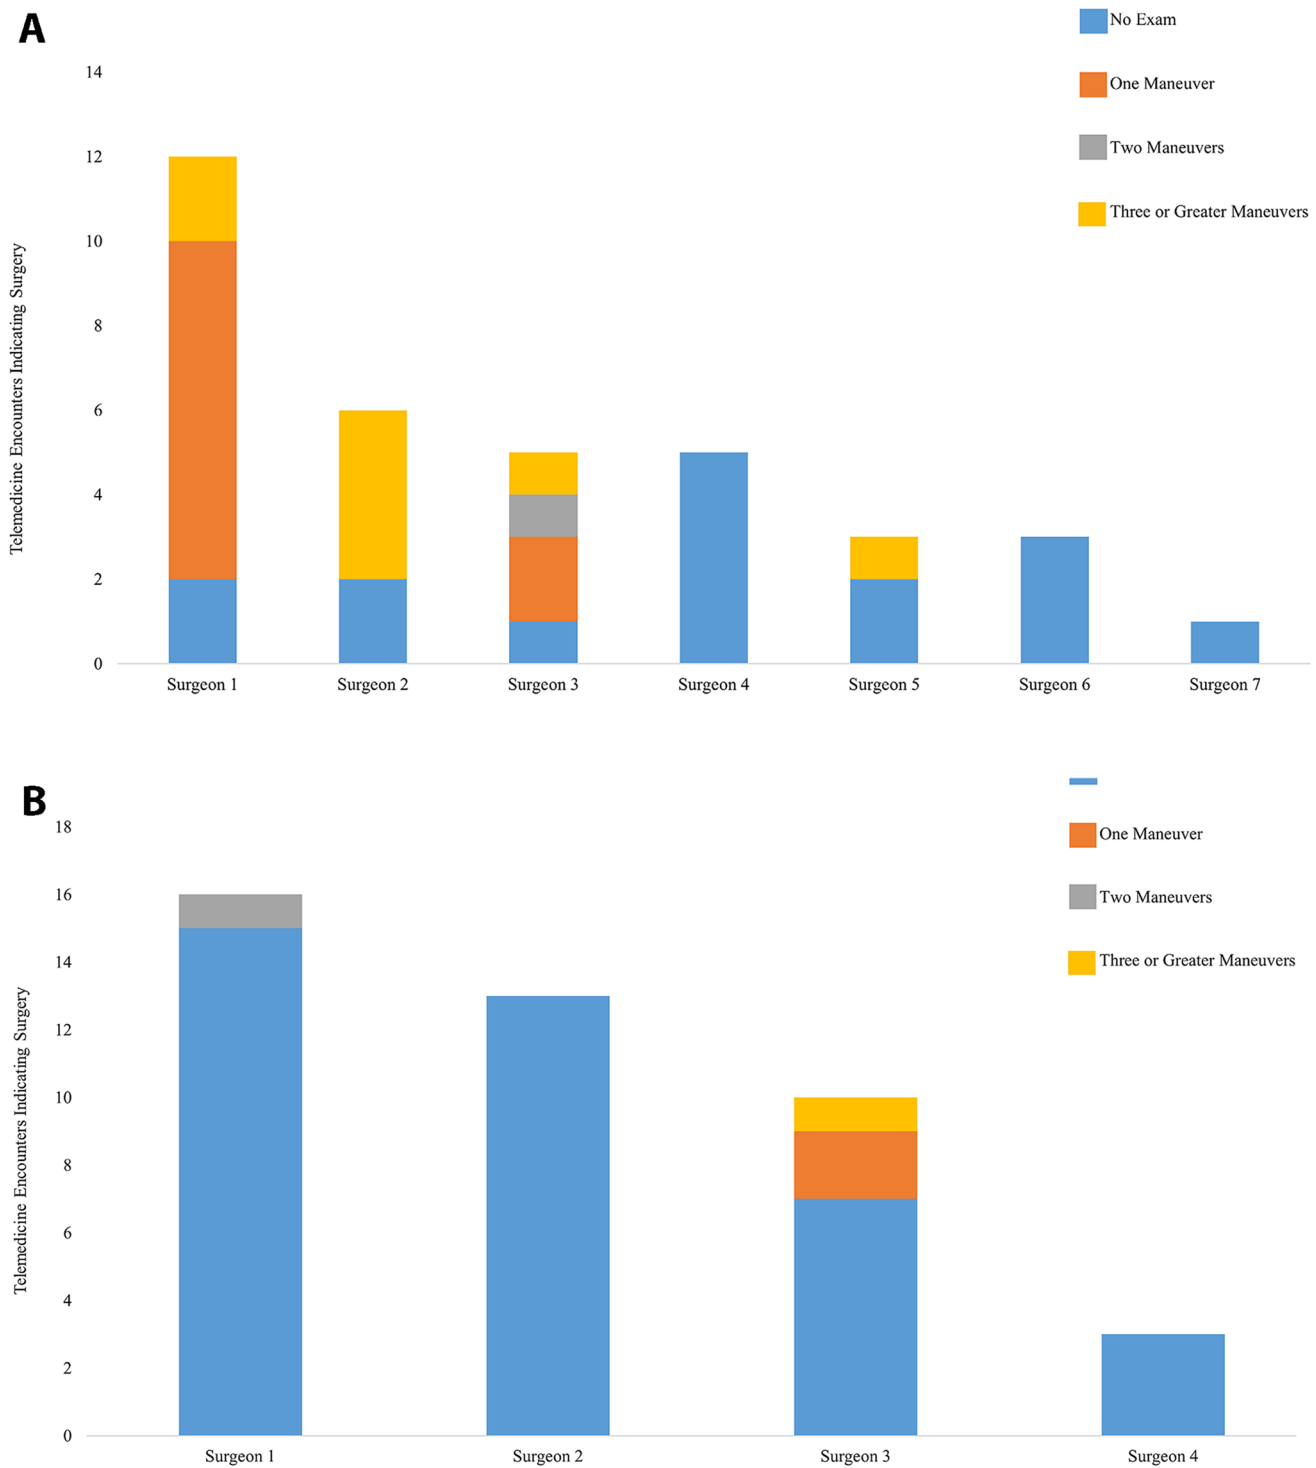 A
No Exam
One Maneuver
Two Maneuvers
Three or Greater Maneuvers
Telemedicine Encounters Indicating Surgery
14
12
10
8
6
4
2
0
Surgeon 1 Surgeon 2 Surgeon 3 Surgeon 4 Surgeon 5 Surgeon 6 Surgeon 7
B
One Maneuver
Two Maneuvers
Three or Greater Maneuvers
Telemedicine Encounters Indicating Surgery
18
16
14
12
10
8
6
4
2
0
Surgeon 1 Surgeon 2 Surgeon 3 Surgeon 4